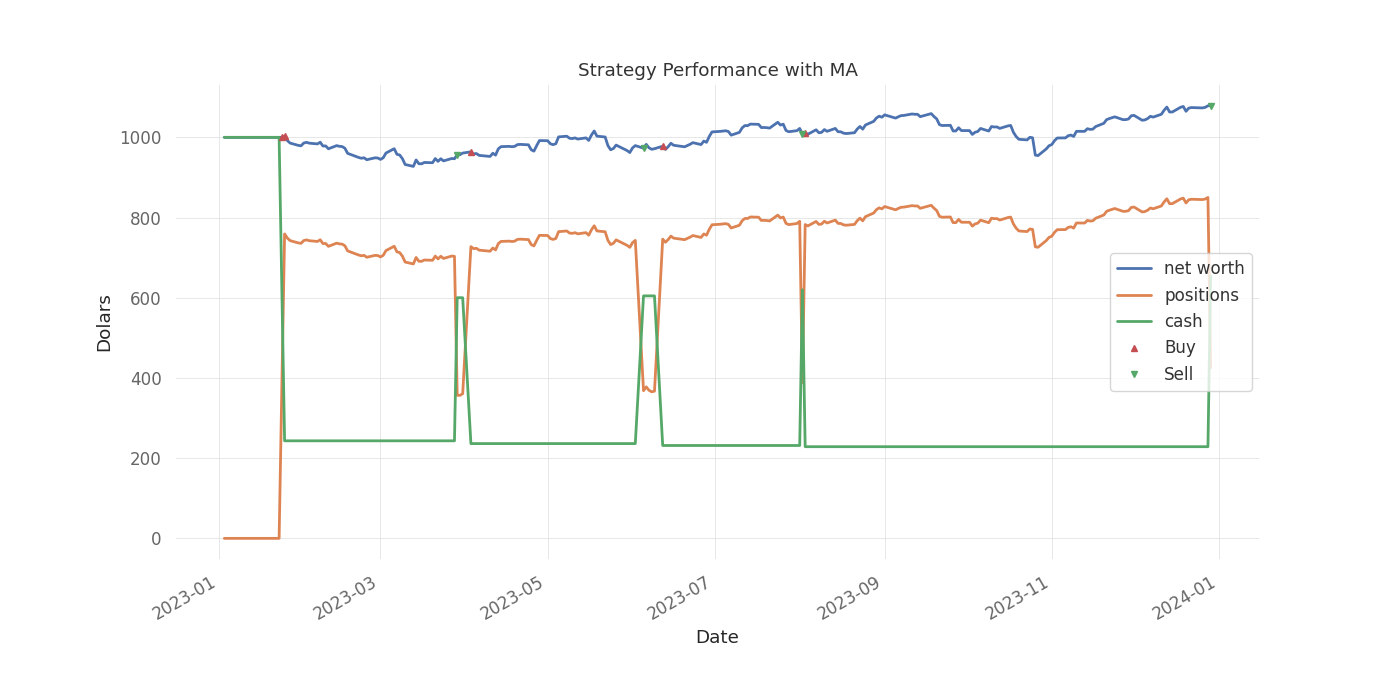 Strategy Performance with MA
Dolars
1000
800
600
400
200
0
net worth
positions
cash
Buy
Sell
2023-01
2023-03
2023-05
2023-07
2023-09
2023-11
2024-01
Date